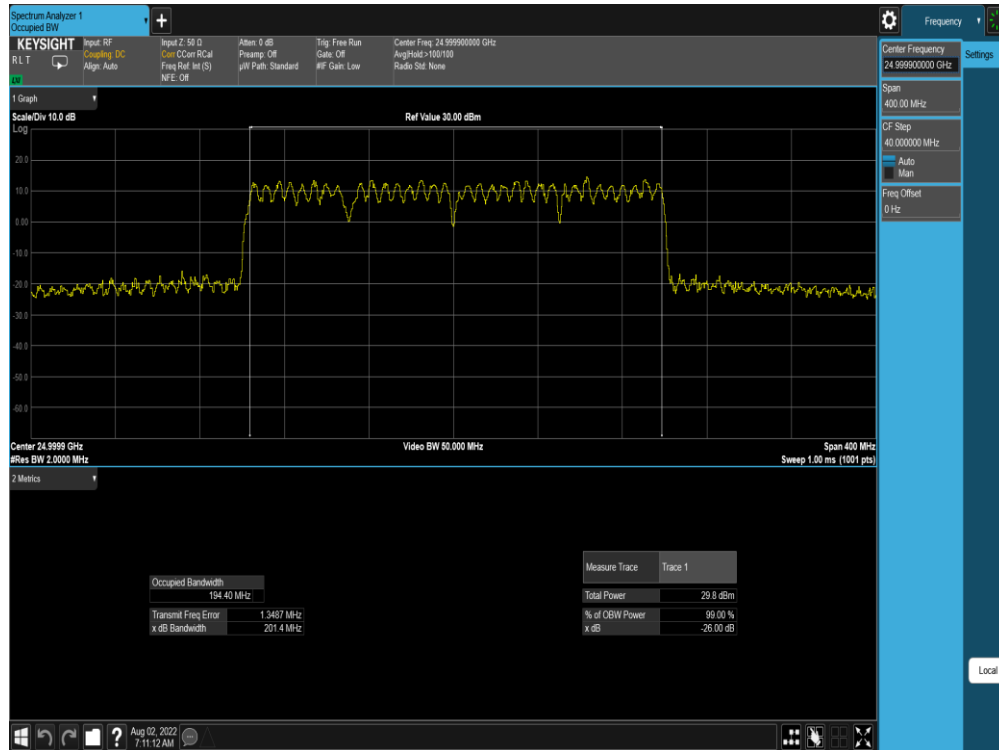 Spectrum Analyzer 1
Occupied BW
+
Frequency
KEYSIGHT
R L T
LV
Input: RF
Coupling: DC
Align: Auto
Input Z: 50 Ω
Corr CCorr RCal
Freq Ref: Int (S)
NFE: Off
Atten: 0 dB
Preamp: Off
µW Path: Standard
Trig: Free Run
Gate: Off
#IF Gain: Low
Center Freq: 24.999900000 GHz
Avg|Hold:>100/100
Radio Std: None
Center Frequency
24.999900000 GHz
Settings
Span
400.00 MHz
CF Step
40.000000 MHz
Auto
Man
Freq Offset
0 Hz
1 Graph
Scale/Div 10.0 dB
Ref Value 30.00 dBm
Log
20.0
10.0
0.00
-10.0
-20.0
-30.0
-40.0
-50.0
-60.0
Center 24.9999 GHz
Video BW 50.000 MHz
Span 400 MHz
#Res BW 2.0000 MHz
Sweep 1.00 ms (1001 pts)
2 Metrics
Measure Trace Trace 1
Occupied Bandwidth
194.40 MHz
Total Power 29.8 dBm
Transmit Freq Error 1.3487 MHz
% of OBW Power 99.00 %
x dB Bandwidth 201.4 MHz
x dB -26.00 dB
Local
?
Aug 02, 2022
7:11:12 AM